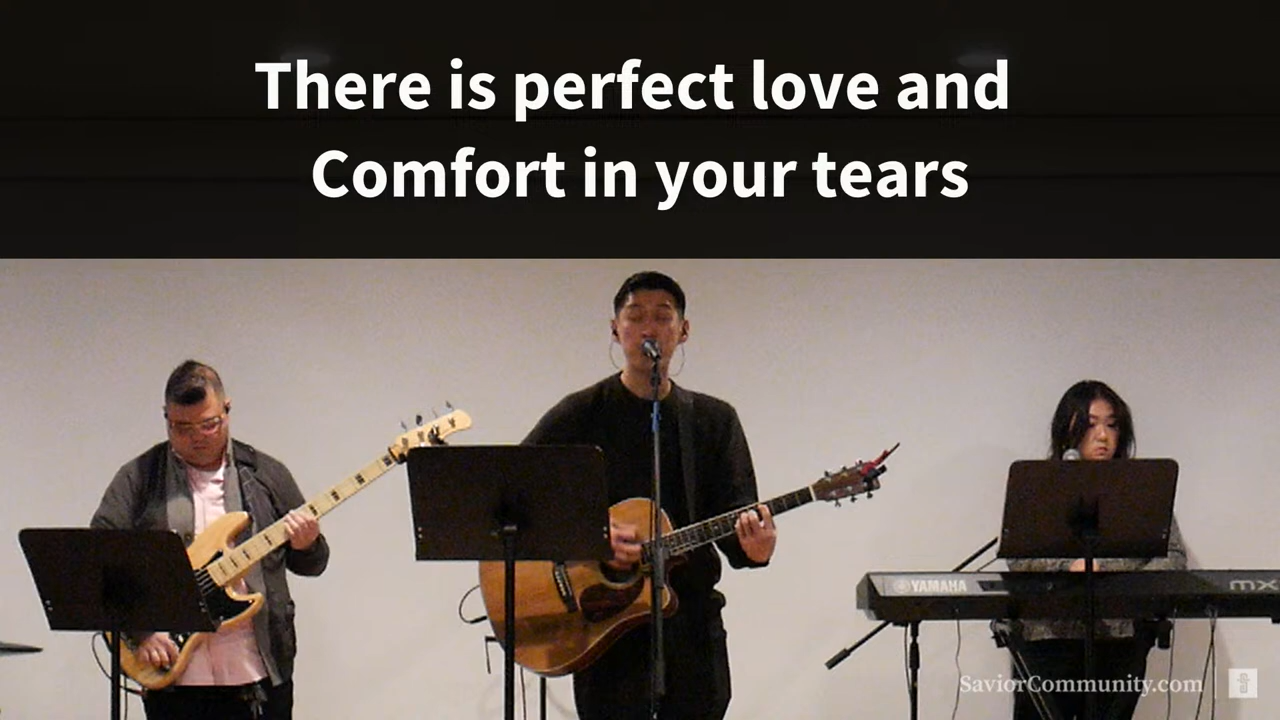 There is perfect love and
Comfort in your tears
YAMAHA
MX
SaviorCommunity.com